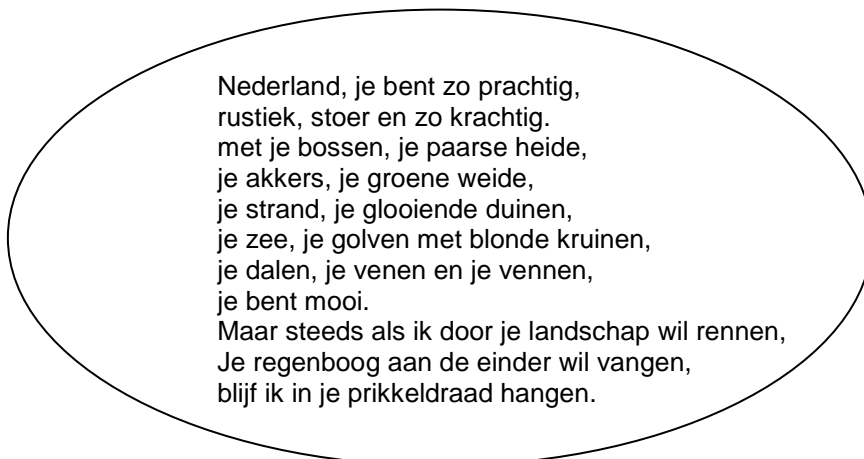 Nederland, je bent zo prachtig,
rustiek, stoer en zo krachtig.
met je bossen, je paarse heide,
je akkers, je groene weide,
je strand, je glooiende duinen,
je zee, je golven met blonde kruinen,
je dalen, je venen en je vennen,
je bent mooi.
Maar steeds als ik door je landschap wil rennen,
Je regenboog aan de einder wil vangen,
blijf ik in je prikkeldraad hangen.